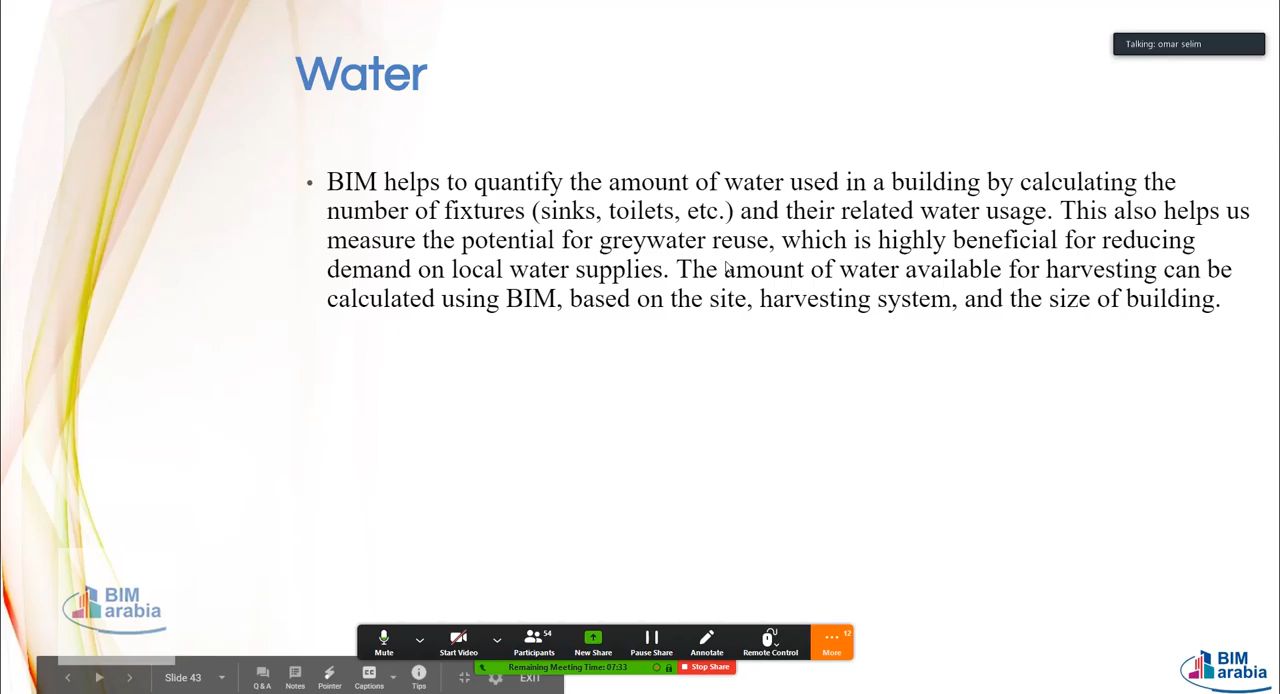 Talking: omar selim
Water
• BIM helps to quantify the amount of water used in a building by calculating the
number of fixtures (sinks, toilets, etc.) and their related water usage. This also helps us
measure the potential for greywater reuse, which is highly beneficial for reducing
demand on local water supplies. The amount of water available for harvesting can be
calculated using BIM, based on the site, harvesting system, and the size of building.
BIM
arabia
54
12
Mute
Start Video
Participants
New Share
Pause Share
Annotate
Remote Control
More
Remaining Meeting Time: 07:33
Stop Share
Slide 43
Q & A
Notes
Pointer
Captions
Tips
EXIT
BIM
arabia